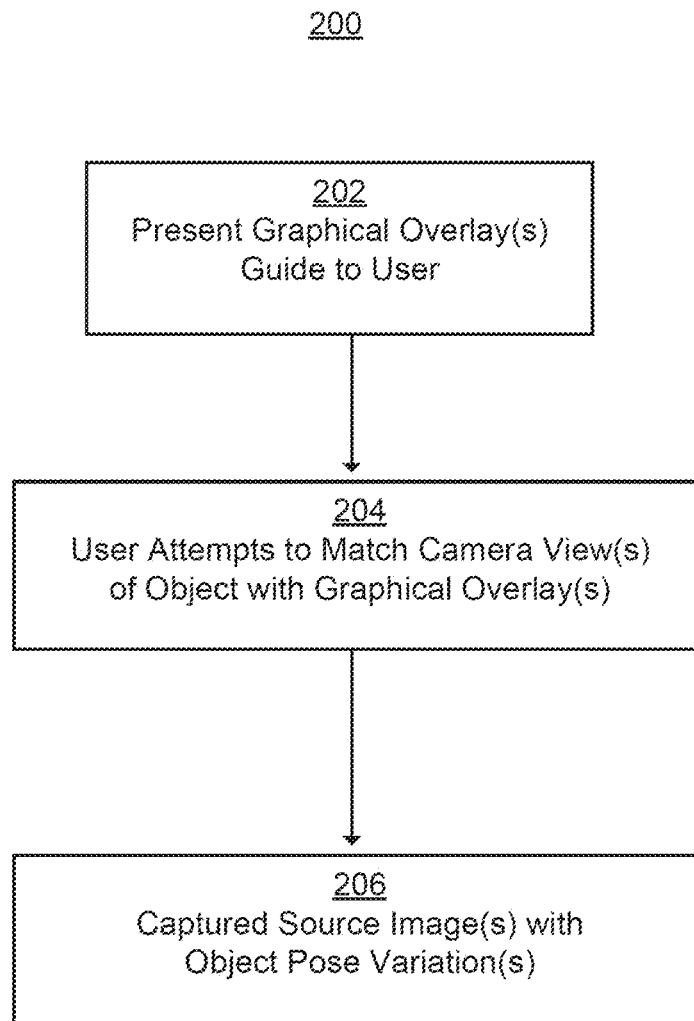 200
202
Present Graphical Overlay(s)
Guide to User
204
User Attempts to Match Camera View(s)
of Object with Graphical Overlay(s)
206
Captured Source Image(s) with
Object Pose Variation(s)